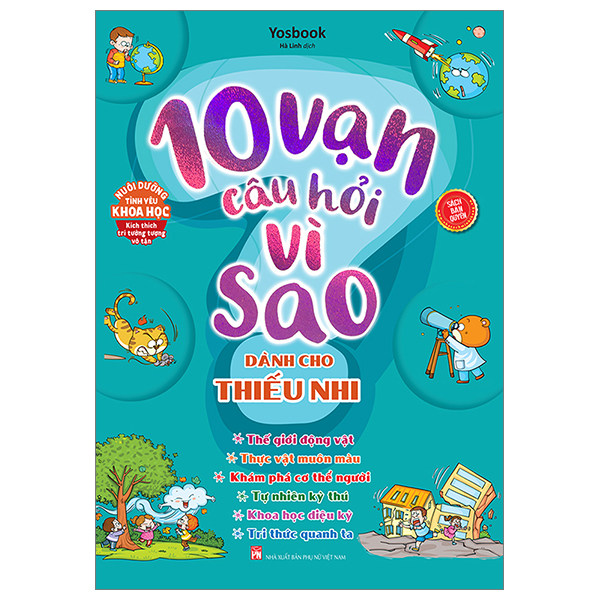 Yosbook
Hà Linh dịch
10 vạn
câu hỏi
vì
sao
NUÔI DƯỠNG
TÌNH YÊU
KHOA HỌC
Kích thích
trí tưởng tượng
vô tận
SÁCH BẢN
QUYỀN
DÀNH CHO
THIẾU NHI
Thế giới động vật
Thực vật muôn màu
Khám phá cơ thể người
Tự nhiên kỳ thú
Khoa học diệu kỳ
Tri thức quanh ta
PN
NHÀ XUẤT BẢN PHỤ NỮ VIỆT NAM